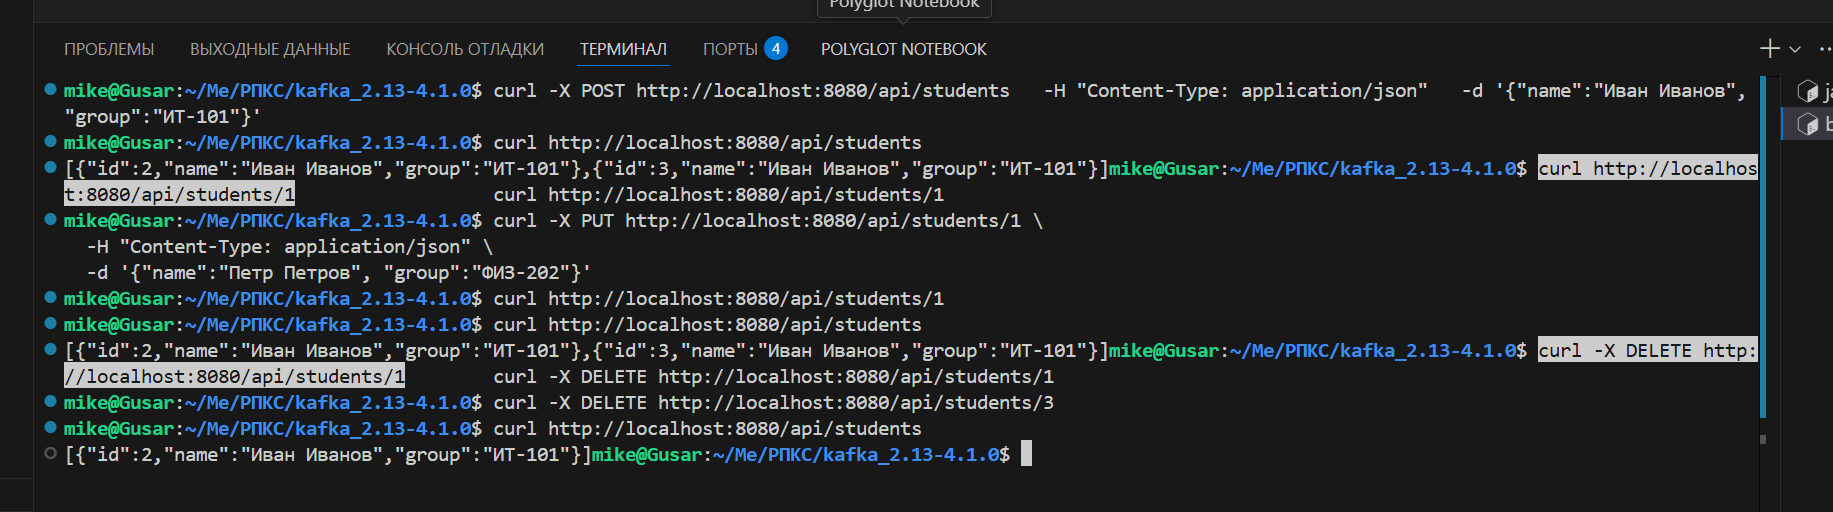 Polyglot Notebook
ПРОБЛЕМЫ ВЫХОДНЫЕ ДАННЫЕ КОНСОЛЬ ОТЛАДКИ ТЕРМИНАЛ ПОРТЫ 4 POLYGLOT NOTEBOOK
mike@Gusar:~/Me/РПКС/kafka_2.13-4.1.0$ curl -X POST http://localhost:8080/api/students   -H "Content-Type: application/json"   -d '{"name":"Иван Иванов",
"group":"ИТ-101"}'
mike@Gusar:~/Me/РПКС/kafka_2.13-4.1.0$ curl http://localhost:8080/api/students
[{"id":2,"name":"Иван Иванов","group":"ИТ-101"},{"id":3,"name":"Иван Иванов","group":"ИТ-101"}]mike@Gusar:~/Me/РПКС/kafka_2.13-4.1.0$ curl http://localhos
t:8080/api/students/1                  curl http://localhost:8080/api/students/1
mike@Gusar:~/Me/РПКС/kafka_2.13-4.1.0$ curl -X PUT http://localhost:8080/api/students/1 \
  -H "Content-Type: application/json" \
  -d '{"name":"Петр Петров", "group":"ФИЗ-202"}'
mike@Gusar:~/Me/РПКС/kafka_2.13-4.1.0$ curl http://localhost:8080/api/students/1
mike@Gusar:~/Me/РПКС/kafka_2.13-4.1.0$ curl http://localhost:8080/api/students
[{"id":2,"name":"Иван Иванов","group":"ИТ-101"},{"id":3,"name":"Иван Иванов","group":"ИТ-101"}]mike@Gusar:~/Me/РПКС/kafka_2.13-4.1.0$ curl -X DELETE http:
//localhost:8080/api/students/1        curl -X DELETE http://localhost:8080/api/students/1
mike@Gusar:~/Me/РПКС/kafka_2.13-4.1.0$ curl -X DELETE http://localhost:8080/api/students/3
mike@Gusar:~/Me/РПКС/kafka_2.13-4.1.0$ curl http://localhost:8080/api/students
[{"id":2,"name":"Иван Иванов","group":"ИТ-101"}]mike@Gusar:~/Me/РПКС/kafka_2.13-4.1.0$